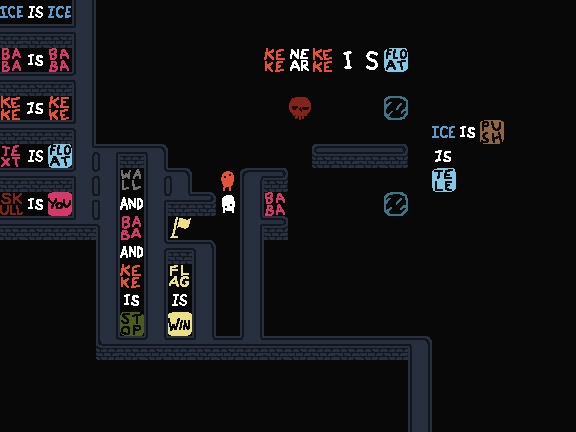 ICE IS ICE
BABA IS BABA
KEKE IS KEKE
TEXT IS FLOAT
SKULL IS YOU
KEKE NEAR KEKE I S FLOAT
ICE IS PUSH
IS
TELE
WALL
AND
BABA
AND
KEKE
IS
STOP
FLAG
IS
WIN
BABA